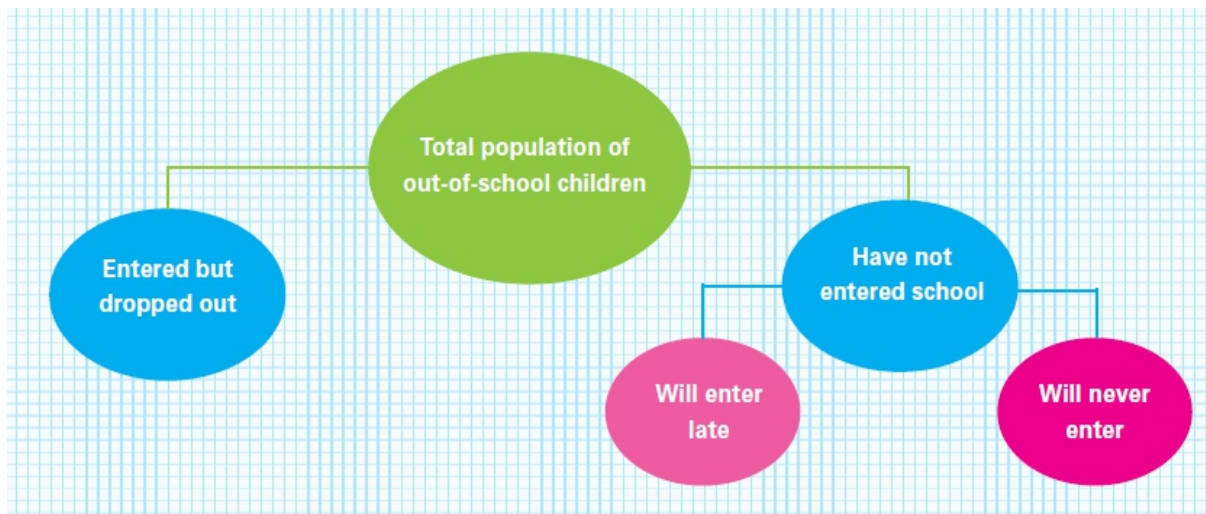 Total population of
out-of-school children
Entered but
dropped out
Have not
entered school
Will enter
late
Will never
enter